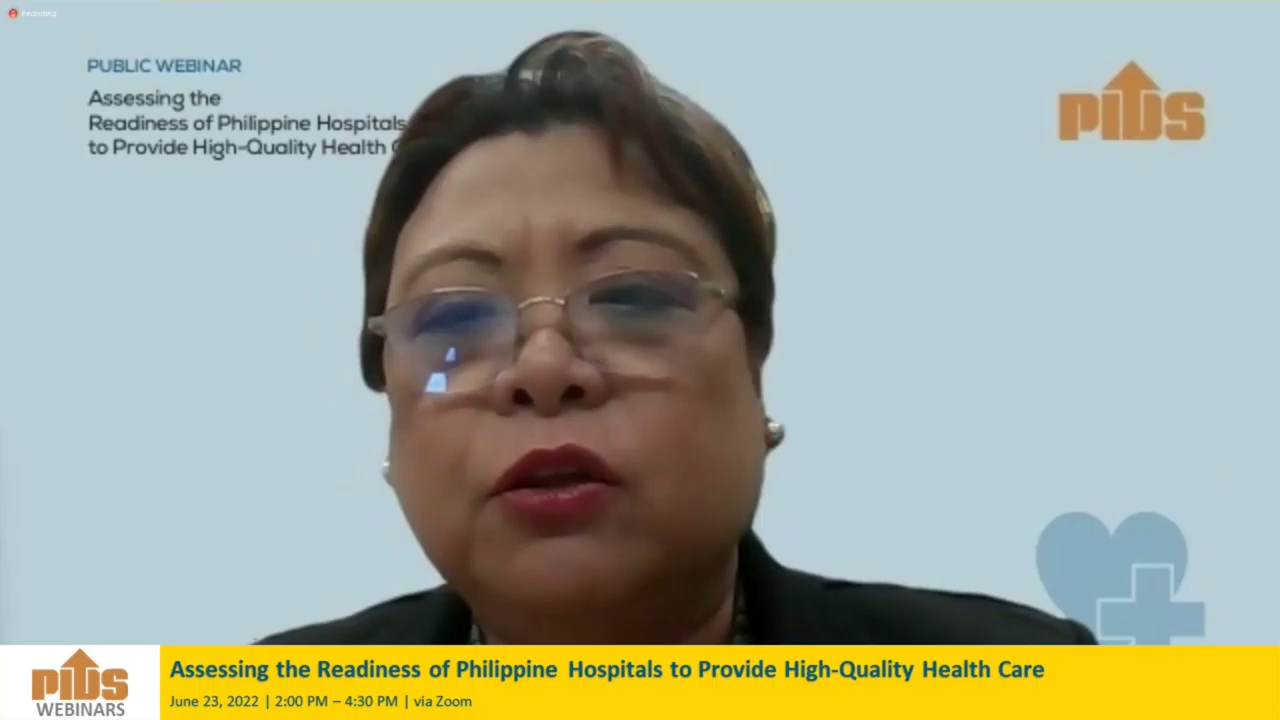 Recording
PUBLIC WEBINAR
Assessing the
Readiness of Philippine Hospitals
to Provide High-Quality Health
PIDS
PIDS
WEBINARS
Assessing the Readiness of Philippine Hospitals to Provide High-Quality Health Care
June 23, 2022 | 2:00 PM – 4:30 PM | via Zoom